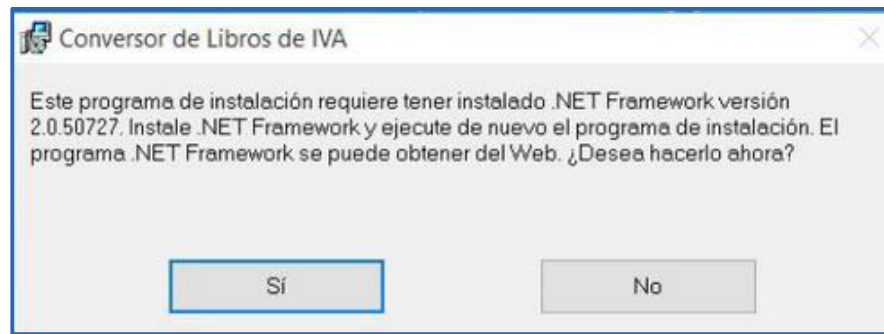 Conversor de Libros de IVA
Este programa de instalación requiere tener instalado .NET Framework versión
2.0.50727. Instale .NET Framework y ejecute de nuevo el programa de instalación. El
programa .NET Framework se puede obtener del Web. ¿Desea hacerlo ahora?
Sí No